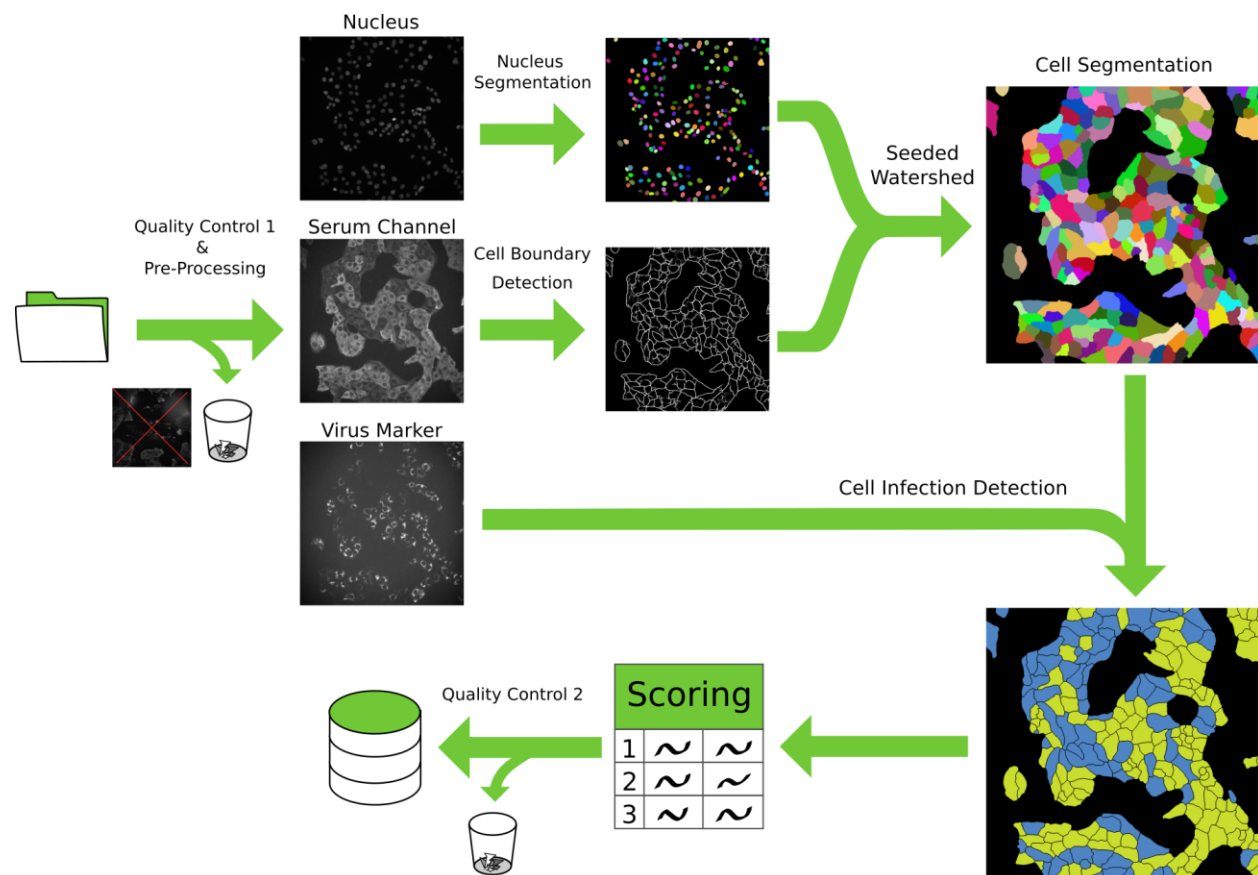 Nucleus
Nucleus
Segmentation
Cell Segmentation
Seeded
Watershed
Quality Control 1
&
Pre-Processing
Serum Channel
Cell Boundary
Detection
Virus Marker
Cell Infection Detection
Scoring
1
2
3
Quality Control 2